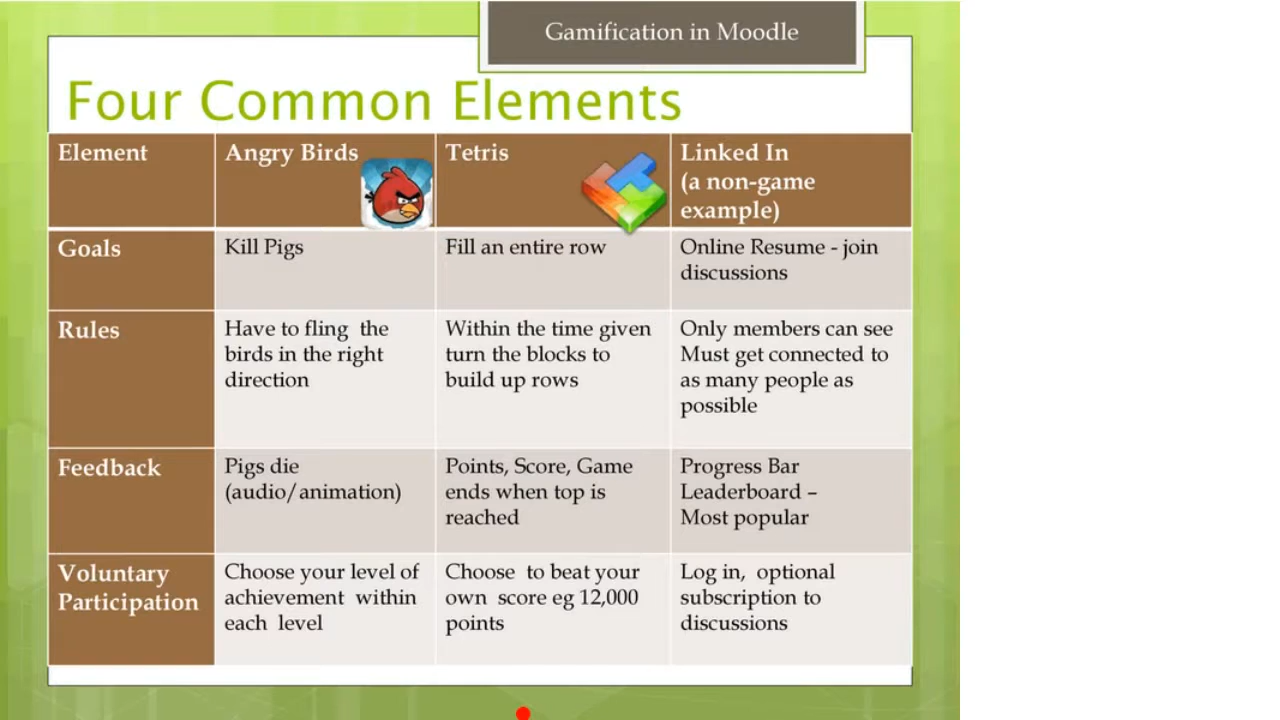 Gamification in Moodle
Four Common Elements
Element
Angry Birds
Tetris
Linked In
(a non-game
example)
Goals
Kill Pigs
Fill an entire row
Online Resume - join
discussions
Rules
Have to fling the
birds in the right
direction
Within the time given
turn the blocks to
build up rows
Only members can see
Must get connected to
as many people as
possible
Feedback
Pigs die
(audio/animation)
Points, Score, Game
ends when top is
reached
Progress Bar
Leaderboard –
Most popular
Voluntary
Participation
Choose your level of
achievement within
each level
Choose to beat your
own score eg 12,000
points
Log in, optional
subscription to
discussions